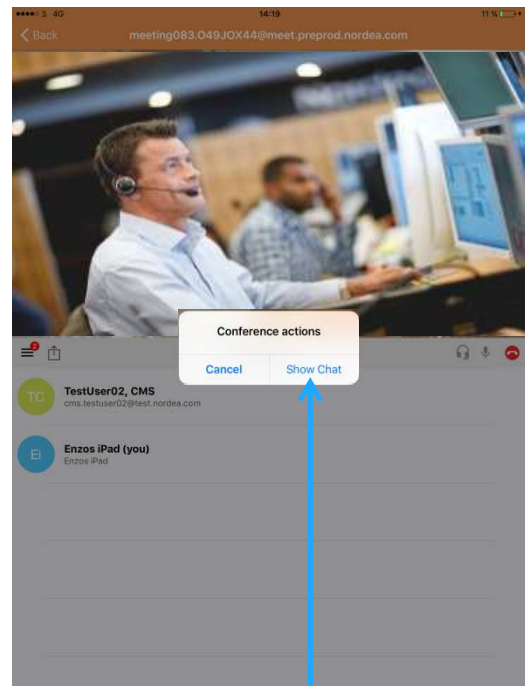 3 4G 14:19 11 %
Back meeting083.O49JOX44@meet.preprod.nordea.com
Conference actions
Cancel Show Chat
2
TC TestUser02, CMS
cms.testuser02@test.nordea.com
EI Enzos iPad (you)
Enzos iPad